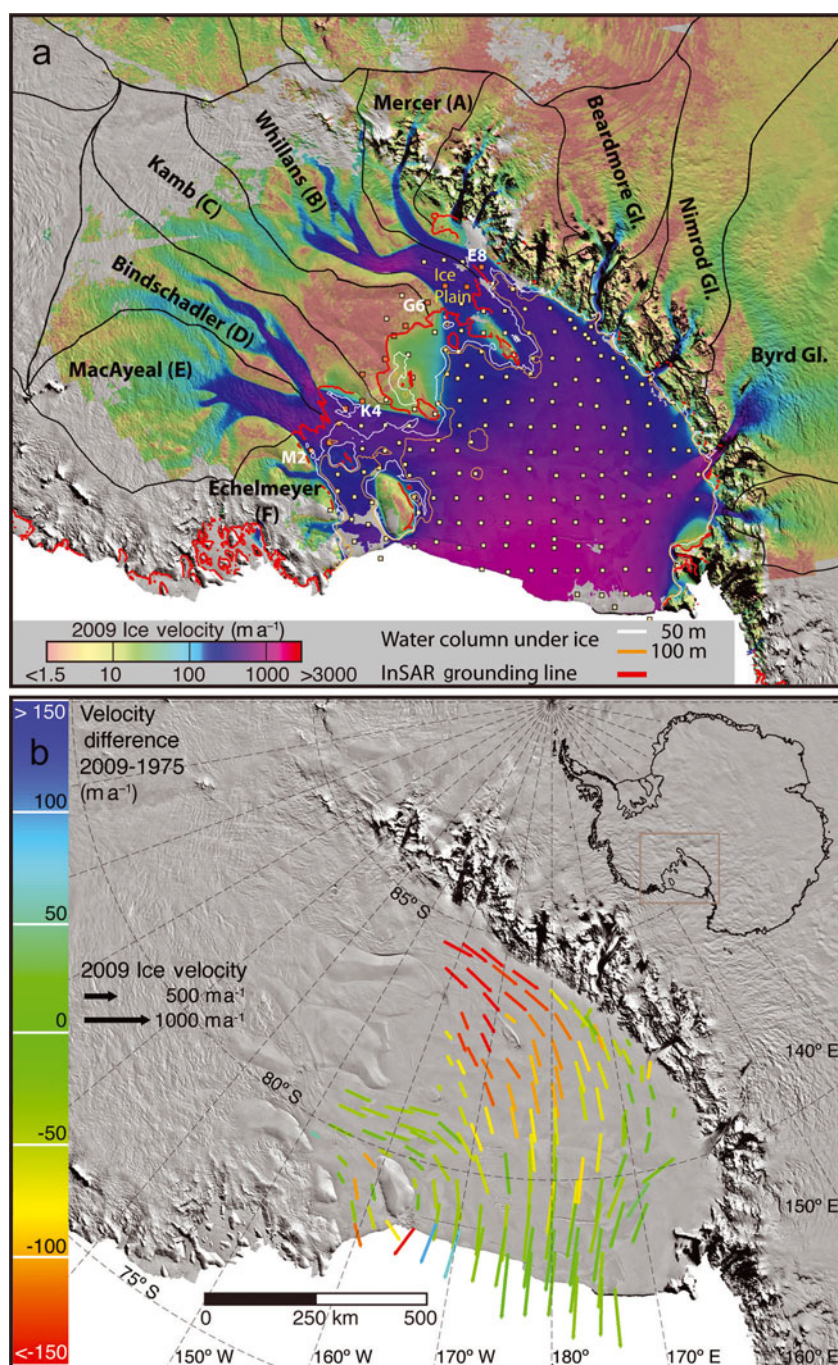 a
Mercer (A)
Whillans (B)
Kamb (C)
Bindschadler (D)
MacAyeal (E)
Echelmeyer
(F)
Beardmore Gl.
Nimrod Gl.
Byrd Gl.
E8
Ice
Plain
G6
K4
M2
2009 Ice velocity (m a⁻¹)
<1.5 10 100 1000 >3000
Water column under ice
50 m
100 m
InSAR grounding line
b
Velocity
difference
2009-1975
(m a⁻¹)
> 150
100
50
0
-50
-100
<-150
2009 Ice velocity
500 m a⁻¹
1000 m a⁻¹
85° S
80° S
75° S
140° E
150° E
0 250 500
km
150° W 160° W 170° W 180° 170° E 160° E